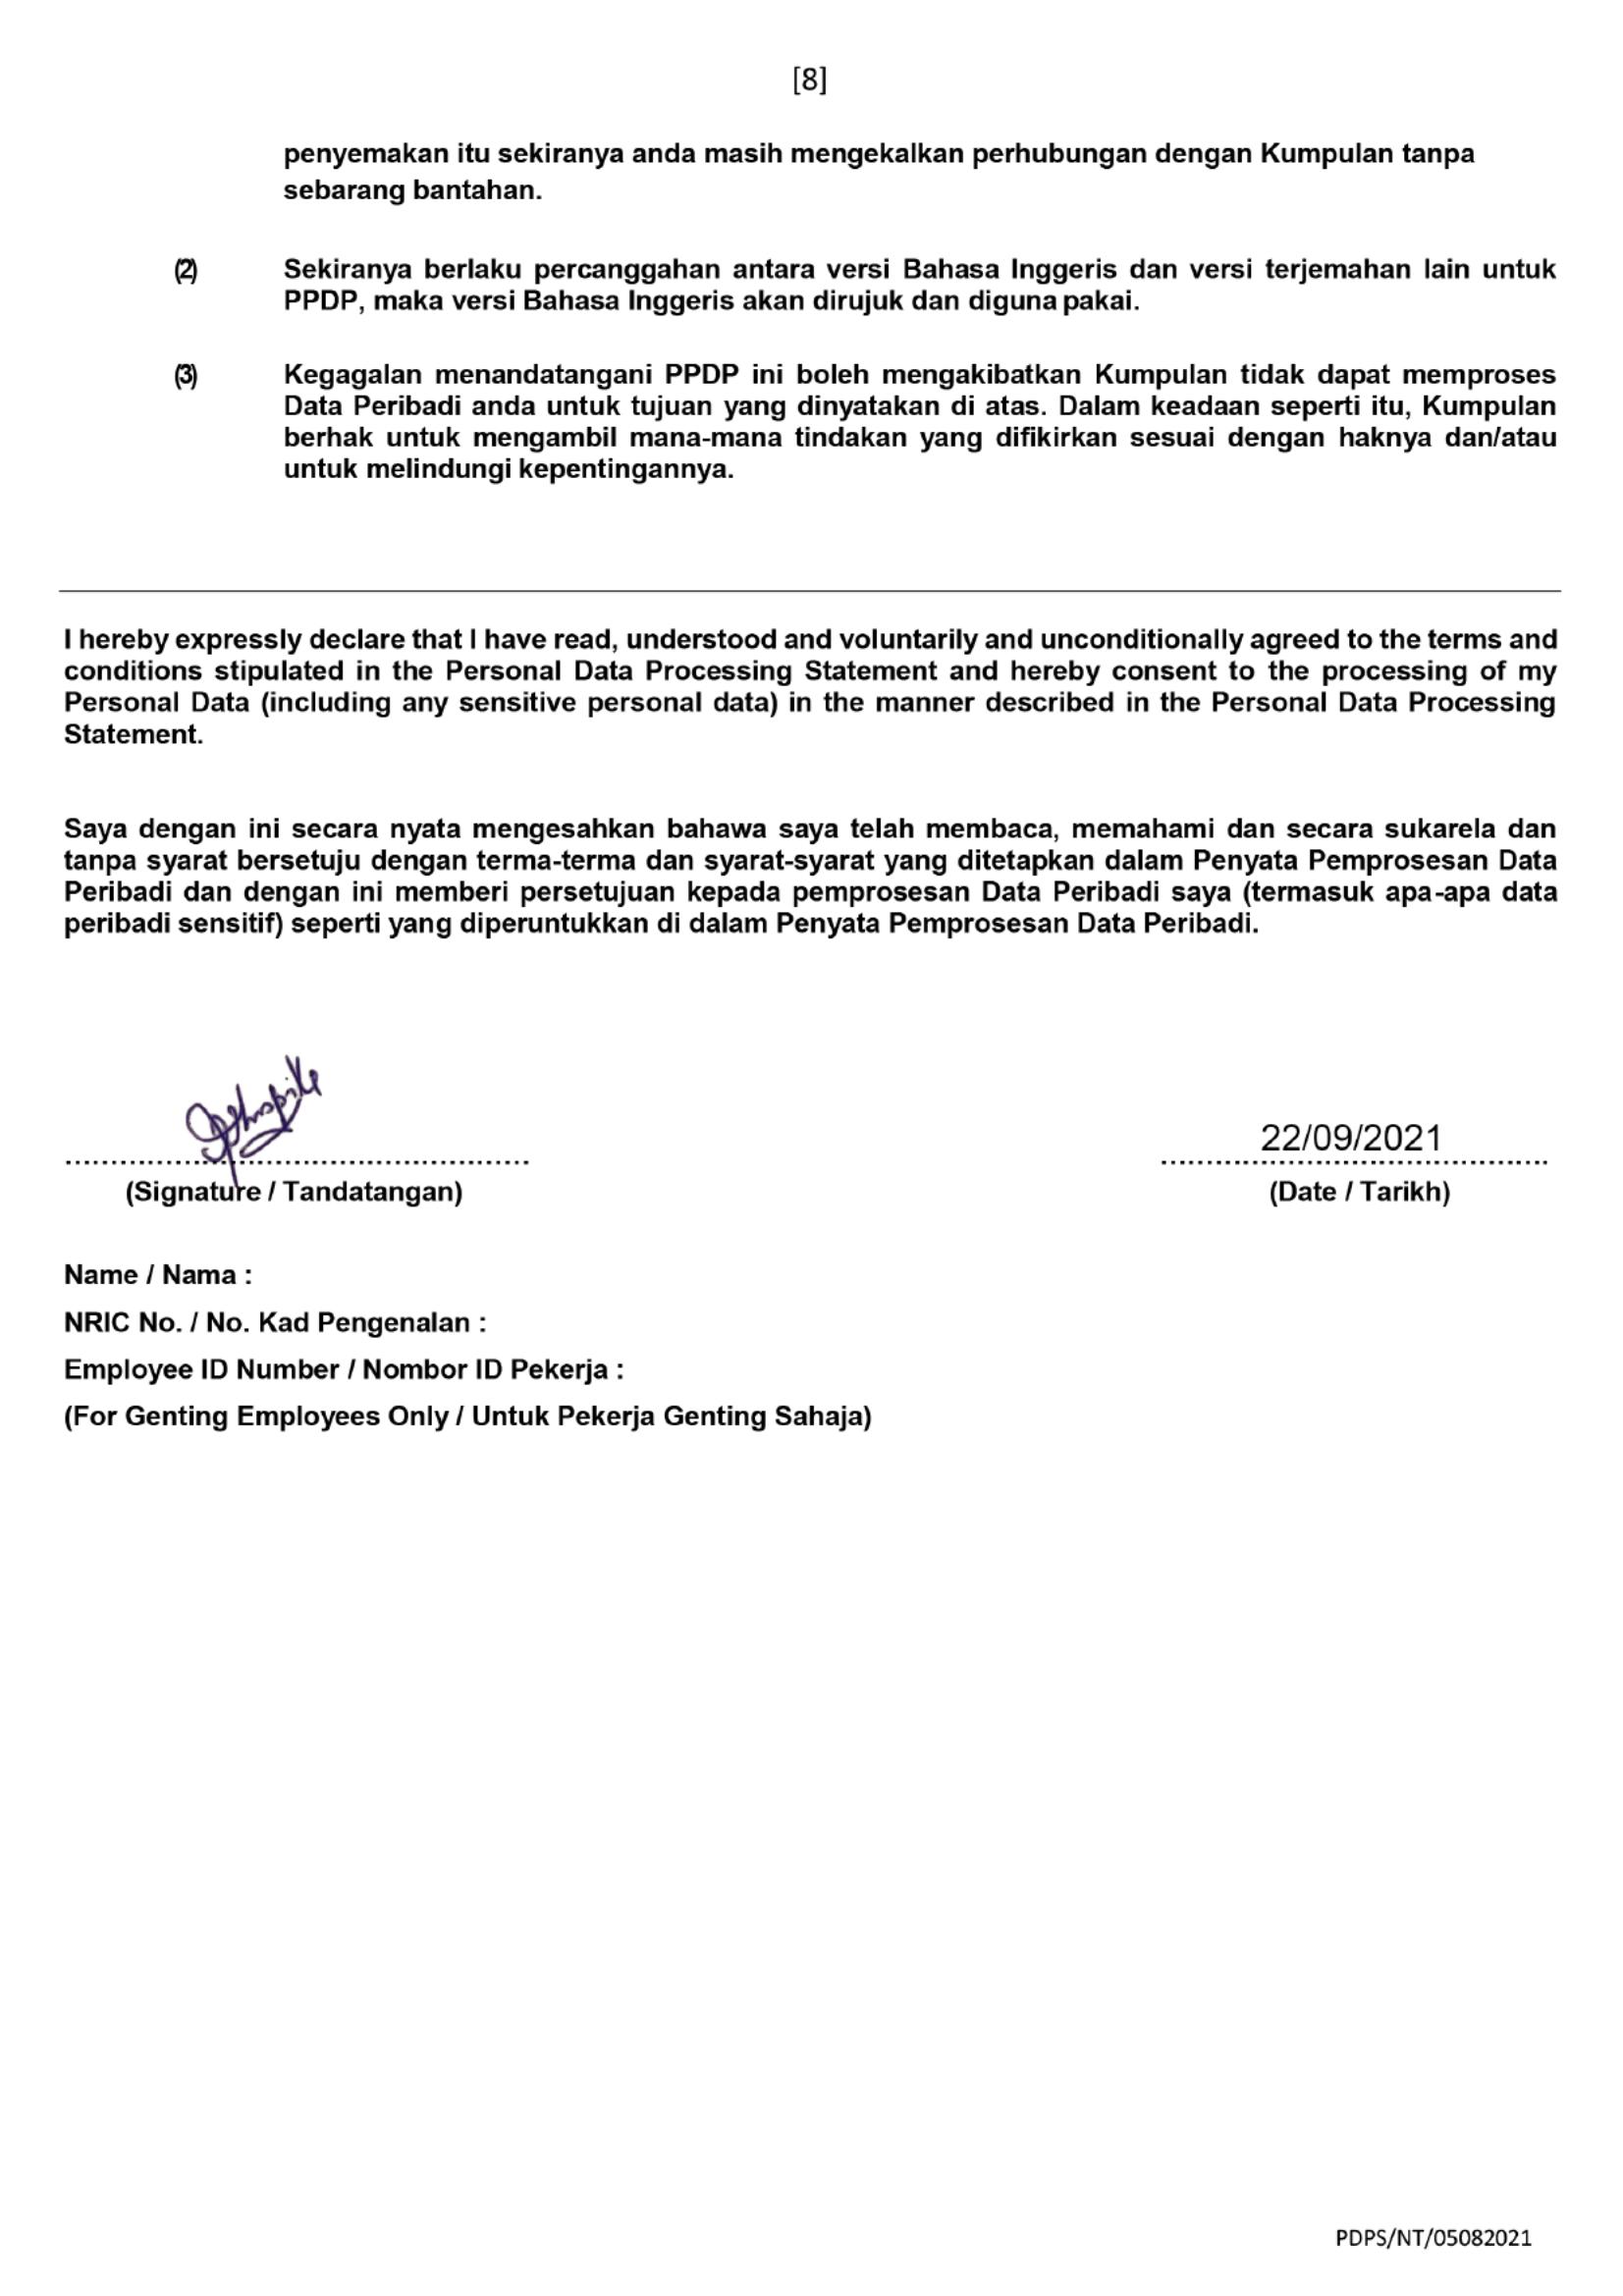 [8]
penyemakan itu sekiranya anda masih mengekalkan perhubungan dengan Kumpulan tanpa
sebarang bantahan.
(2) Sekiranya berlaku percanggahan antara versi Bahasa Inggeris dan versi terjemahan lain untuk
PPDP, maka versi Bahasa Inggeris akan dirujuk dan diguna pakai.
(3) Kegagalan menandatangani PPDP ini boleh mengakibatkan Kumpulan tidak dapat memproses
Data Peribadi anda untuk tujuan yang dinyatakan di atas. Dalam keadaan seperti itu, Kumpulan
berhak untuk mengambil mana-mana tindakan yang difikirkan sesuai dengan haknya dan/atau
untuk melindungi kepentingannya.
I hereby expressly declare that I have read, understood and voluntarily and unconditionally agreed to the terms and
conditions stipulated in the Personal Data Processing Statement and hereby consent to the processing of my
Personal Data (including any sensitive personal data) in the manner described in the Personal Data Processing
Statement.
Saya dengan ini secara nyata mengesahkan bahawa saya telah membaca, memahami dan secara sukarela dan
tanpa syarat bersetuju dengan terma-terma dan syarat-syarat yang ditetapkan dalam Penyata Pemprosesan Data
Peribadi dan dengan ini memberi persetujuan kepada pemprosesan Data Peribadi saya (termasuk apa-apa data
peribadi sensitif) seperti yang diperuntukkan di dalam Penyata Pemprosesan Data Peribadi.
22/09/2021
(Signature / Tandatangan) (Date / Tarikh)
Name / Nama :
NRIC No. / No. Kad Pengenalan :
Employee ID Number / Nombor ID Pekerja :
(For Genting Employees Only / Untuk Pekerja Genting Sahaja)
PDPS/NT/05082021